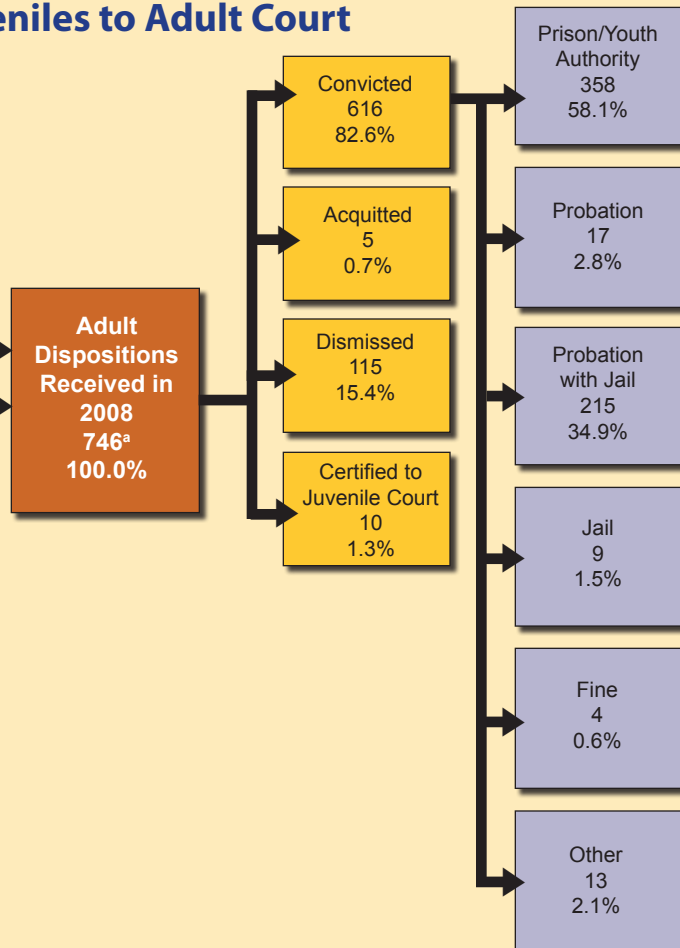 to Adult Court
Adult
Dispositions
Received in
2008
746ᵃ
100.0%
Convicted
616
82.6%
Acquitted
5
0.7%
Dismissed
115
15.4%
Certified to
Juvenile Court
10
1.3%
Prison/Youth
Authority
358
58.1%
Probation
17
2.8%
Probation
with Jail
215
34.9%
Jail
9
1.5%
Fine
4
0.6%
Other
13
2.1%